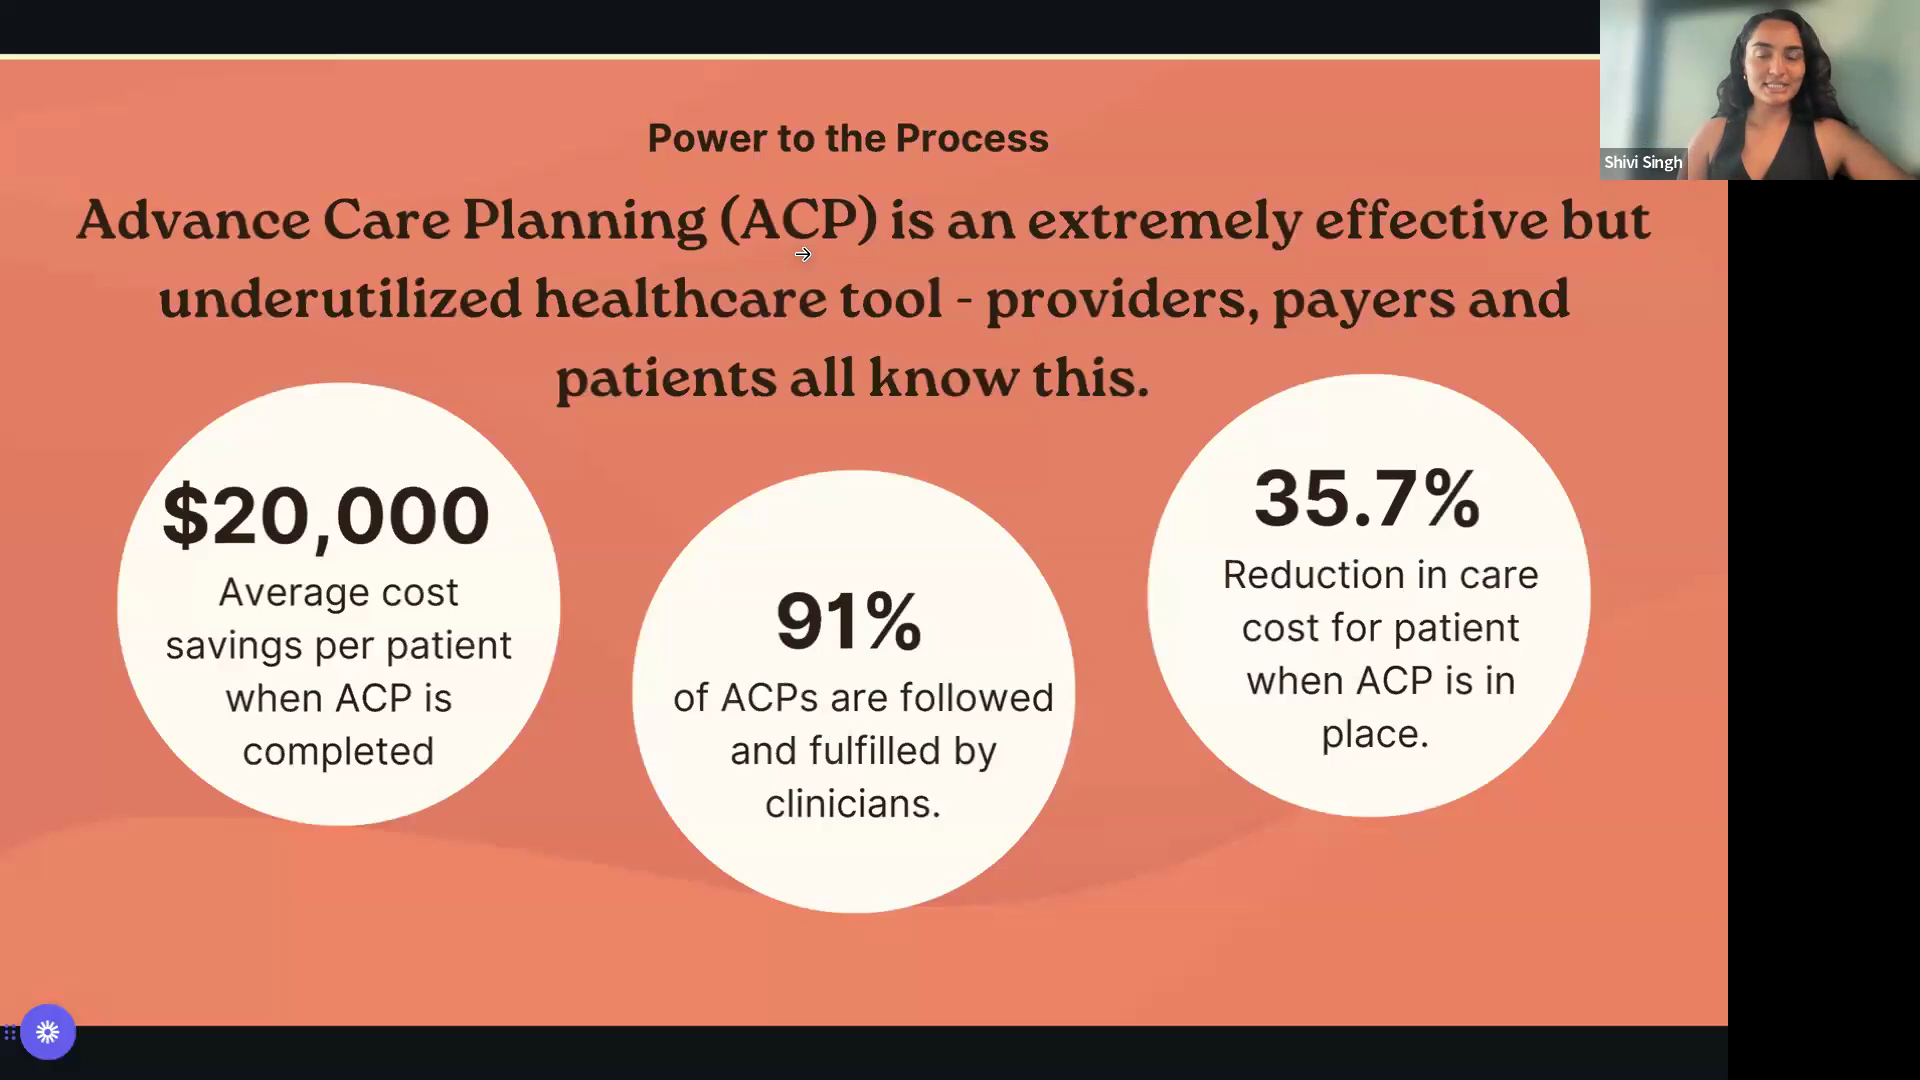 Power to the Process
Advance Care Planning (ACP) is an extremely effective but
underutilized healthcare tool - providers, payers and
patients all know this.
$20,000
Average cost
savings per patient
when ACP is
completed
91%
of ACPs are followed
and fulfilled by
clinicians.
35.7%
Reduction in care
cost for patient
when ACP is in
place.
Shivi Singh